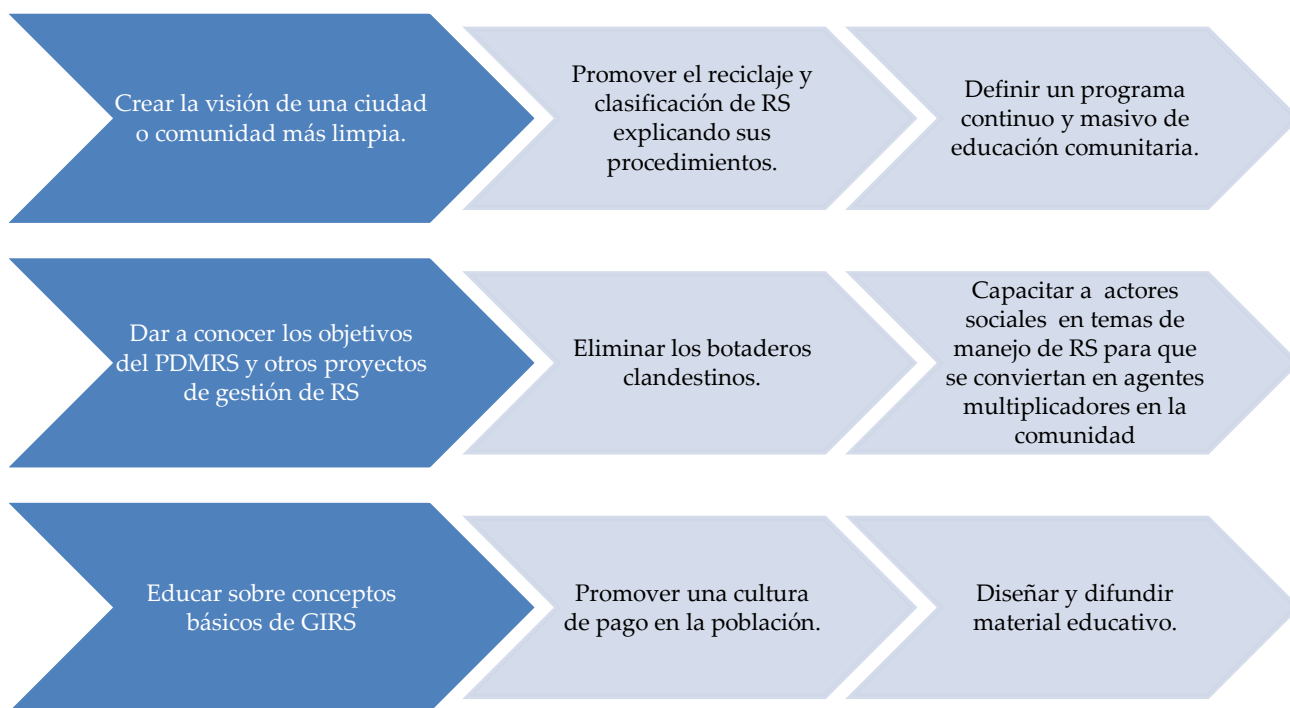 Crear la visión de una ciudad
o comunidad más limpia.
Promover el reciclaje y
clasificación de RS
explicando sus
procedimientos.
Definir un programa
continuo y masivo de
educación comunitaria.
Dar a conocer los objetivos
del PDMRS y otros proyectos
de gestión de RS
Eliminar los botaderos
clandestinos.
Capacitar a actores
sociales en temas de
manejo de RS para que
se conviertan en agentes
multiplicadores en la
comunidad
Educar sobre conceptos
básicos de GIRS
Promover una cultura
de pago en la población.
Diseñar y difundir
material educativo.